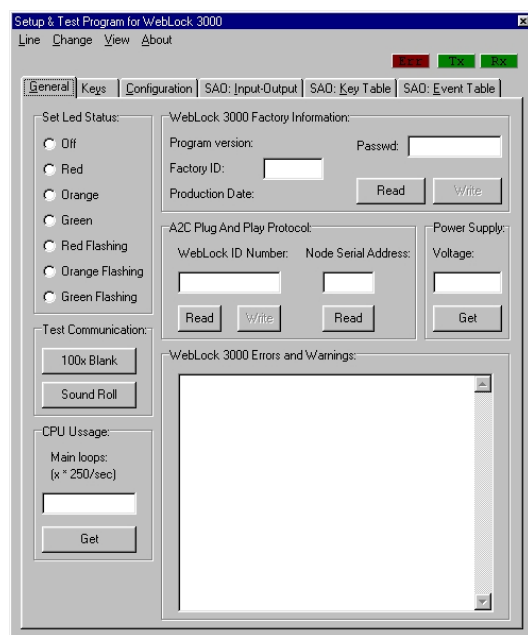 Setup & Test Program for WebLock 3000
Line Change View About
Err Tx Rx
General Keys Configuration SAO: Input-Output SAO: Key Table SAO: Event Table
Set Led Status:
Off
Red
Orange
Green
Red Flashing
Orange Flashing
Green Flashing
Test Communication:
100x Blank
Sound Roll
CPU Ussage:
Main loops:
(x * 250/sec)
Get
WebLock 3000 Factory Information:
Program version: Passwd:
Factory ID:
Production Date: Read Write
A2C Plug And Play Protocol:
WebLock ID Number: Node Serial Address:
Read Write Read
Power Supply:
Voltage:
Get
WebLock 3000 Errors and Warnings: